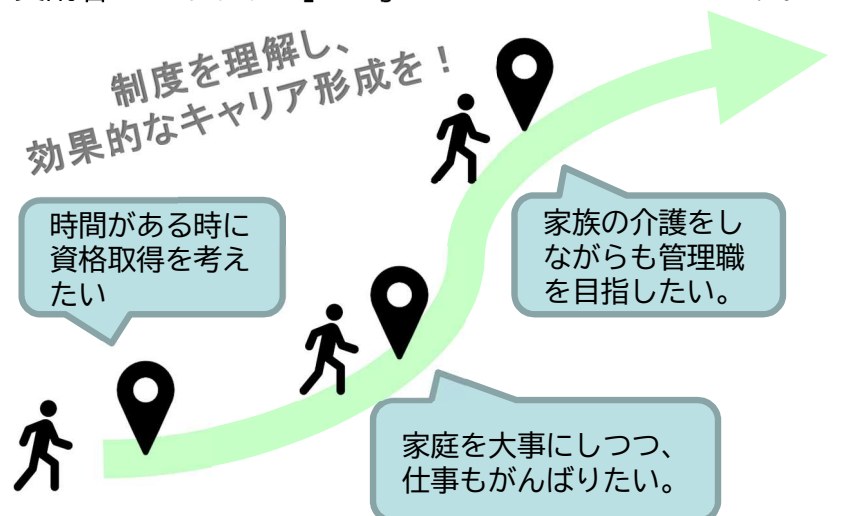 制度を理解し、
効果的なキャリア形成を！
時間がある時に
資格取得を考え
たい
家族の介護をし
ながらも管理職
を目指したい。
家庭を大事にしつつ、
仕事もがんばりたい。